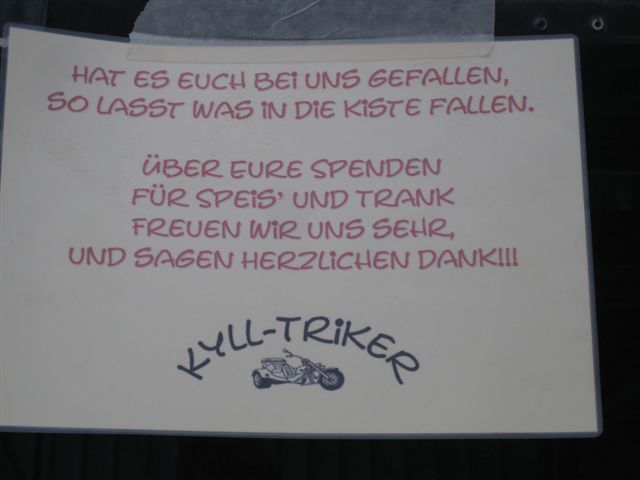 HAT ES EUCH BEI UNS GEFALLEN,
SO LASST WAS IN DIE KISTE FALLEN.
ÜBER EURE SPENDEN
FÜR SPEIS' UND TRANK
FREUEN WIR UNS SEHR,
UND SAGEN HERZLICHEN DANK!!!
KYLL-TRIKER